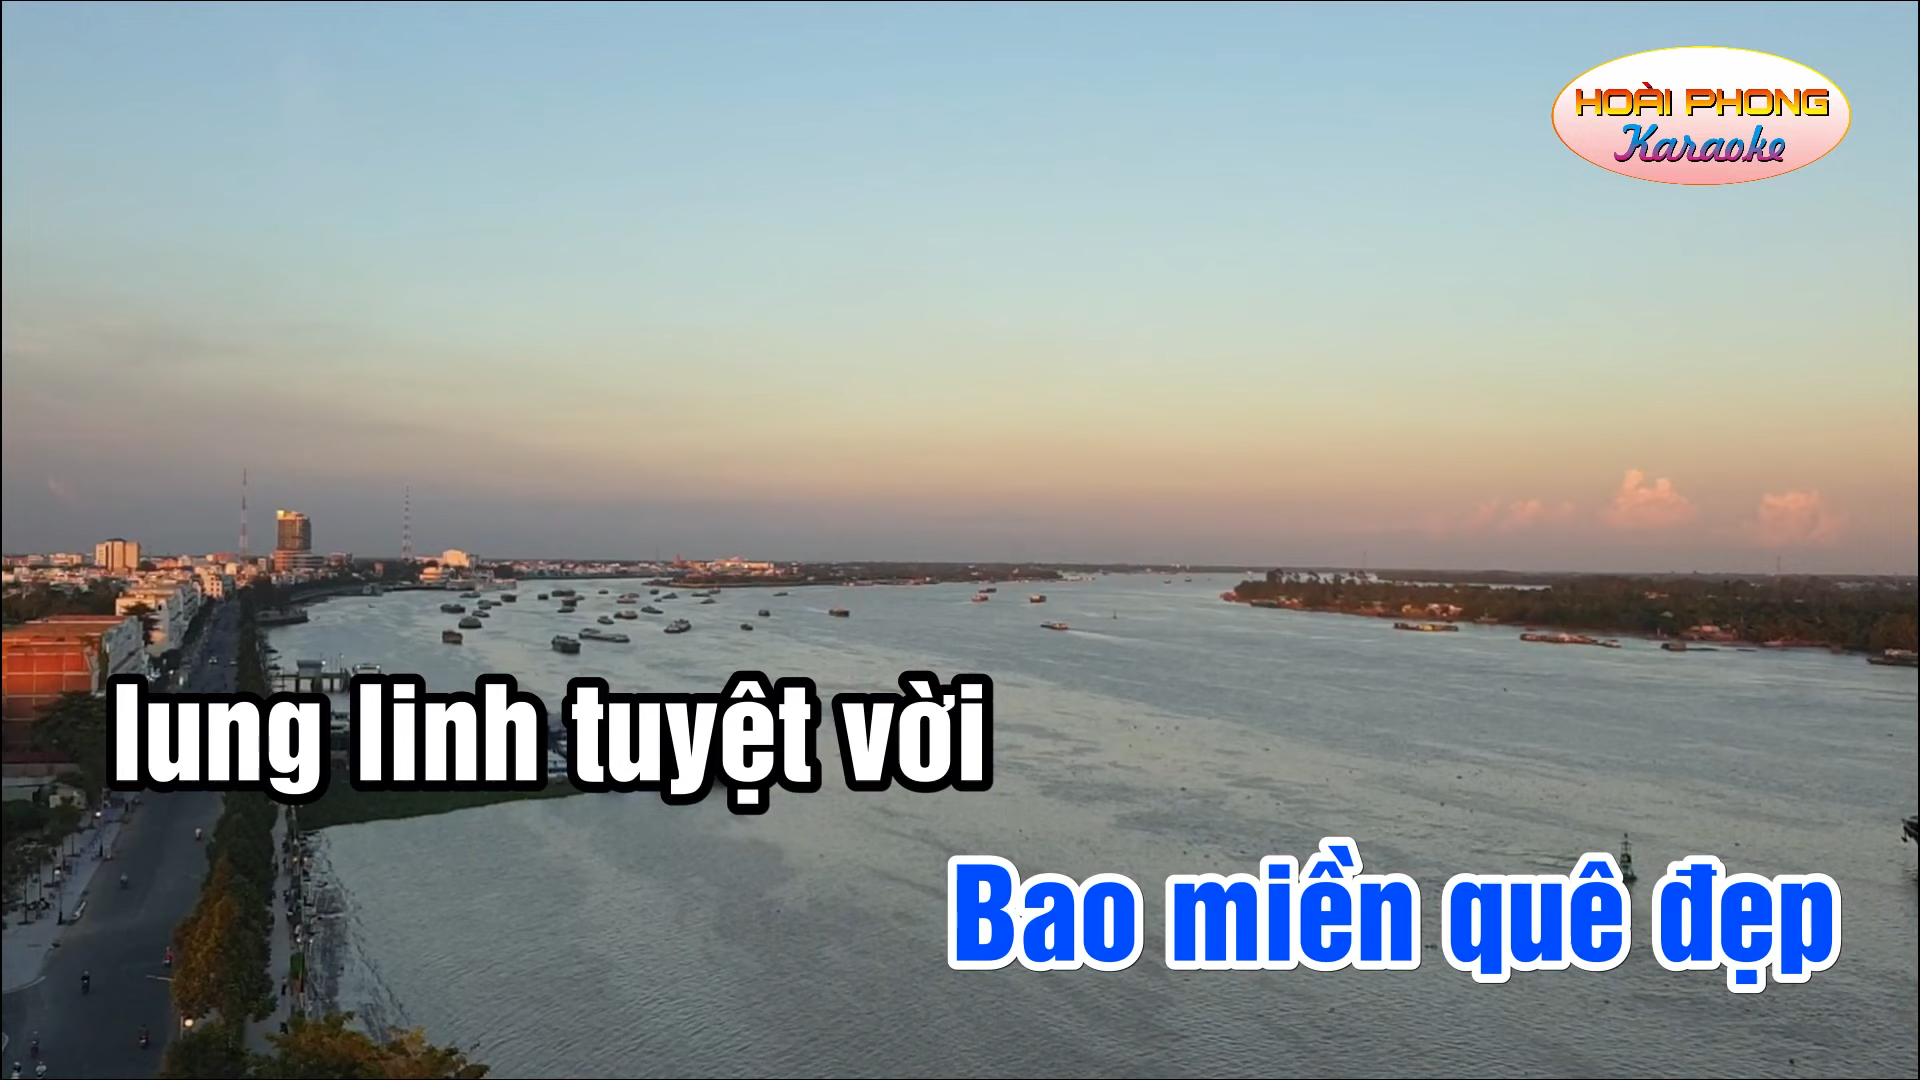 HOÀI PHONG
Karaoke
lung linh tuyệt vời
Bao miền quê đẹp